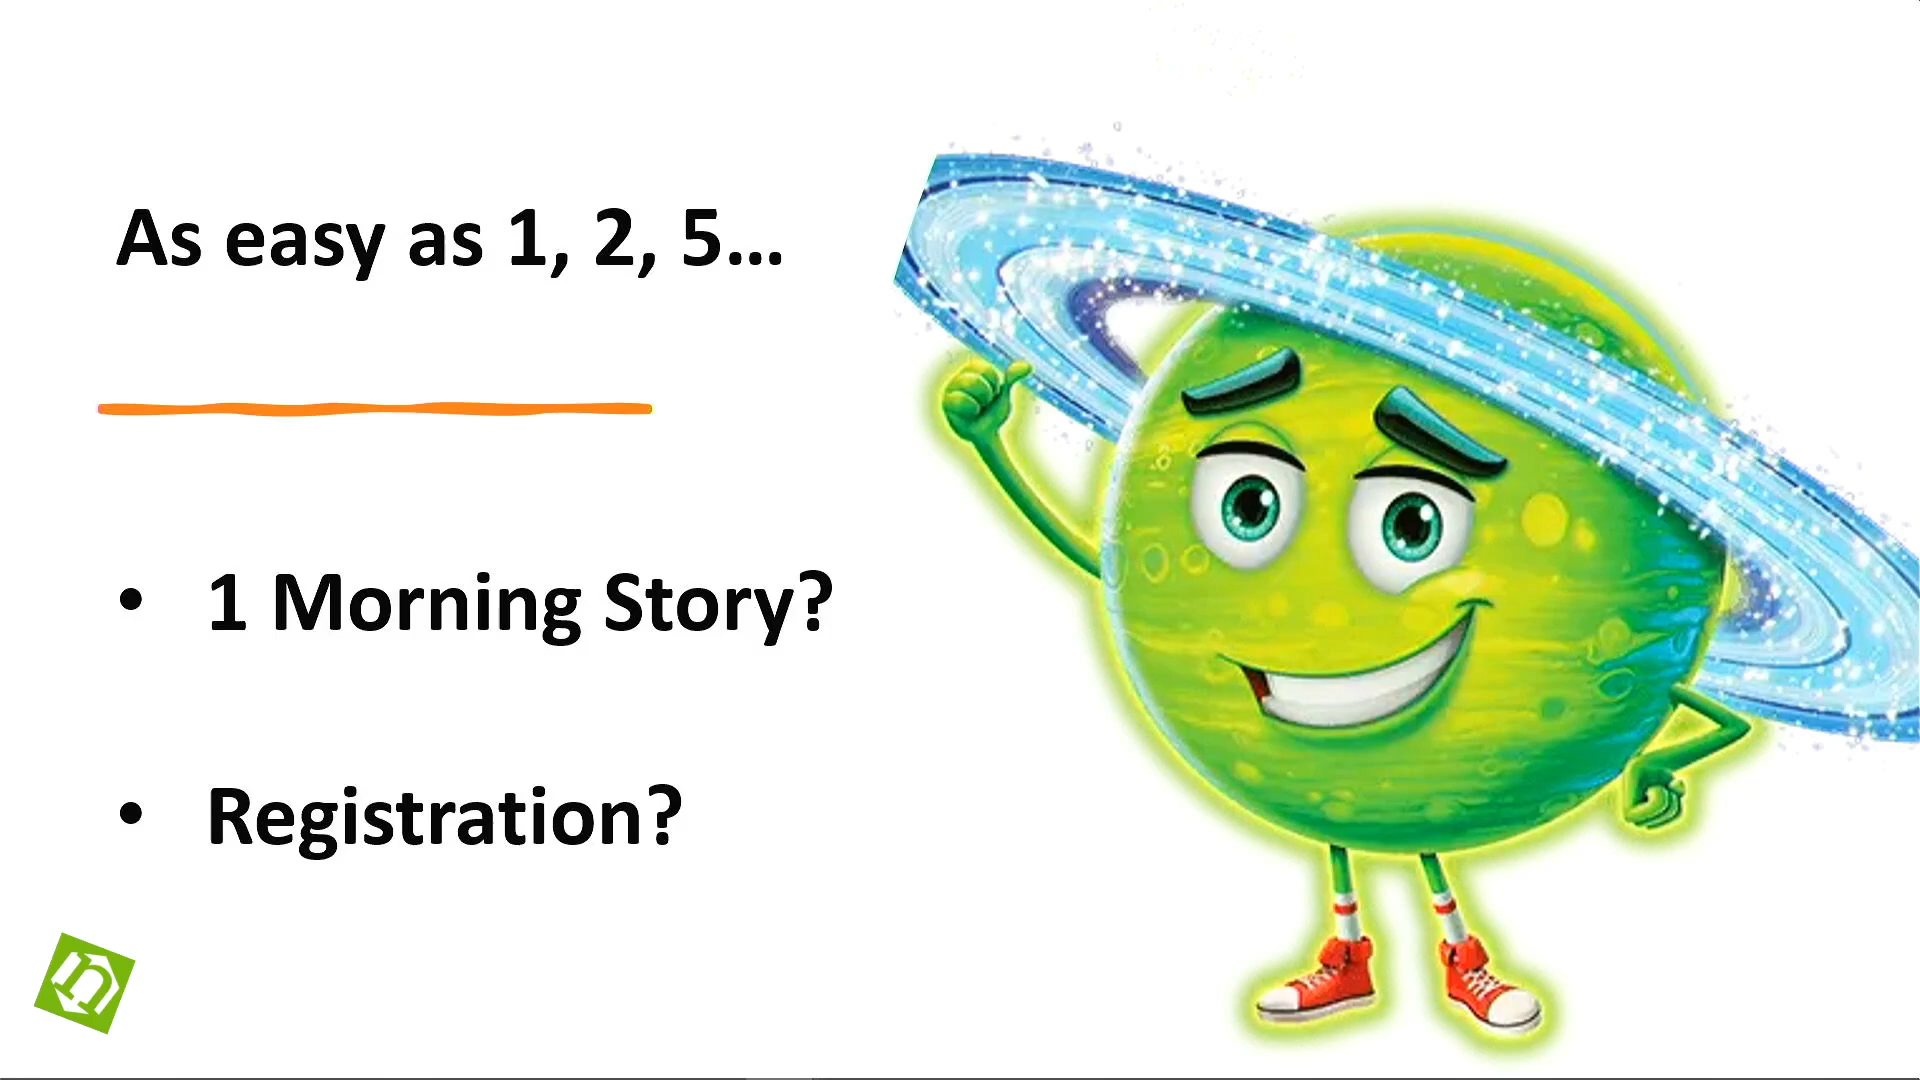 As easy as 1, 2, 5...
• 1 Morning Story?
• Registration?
n